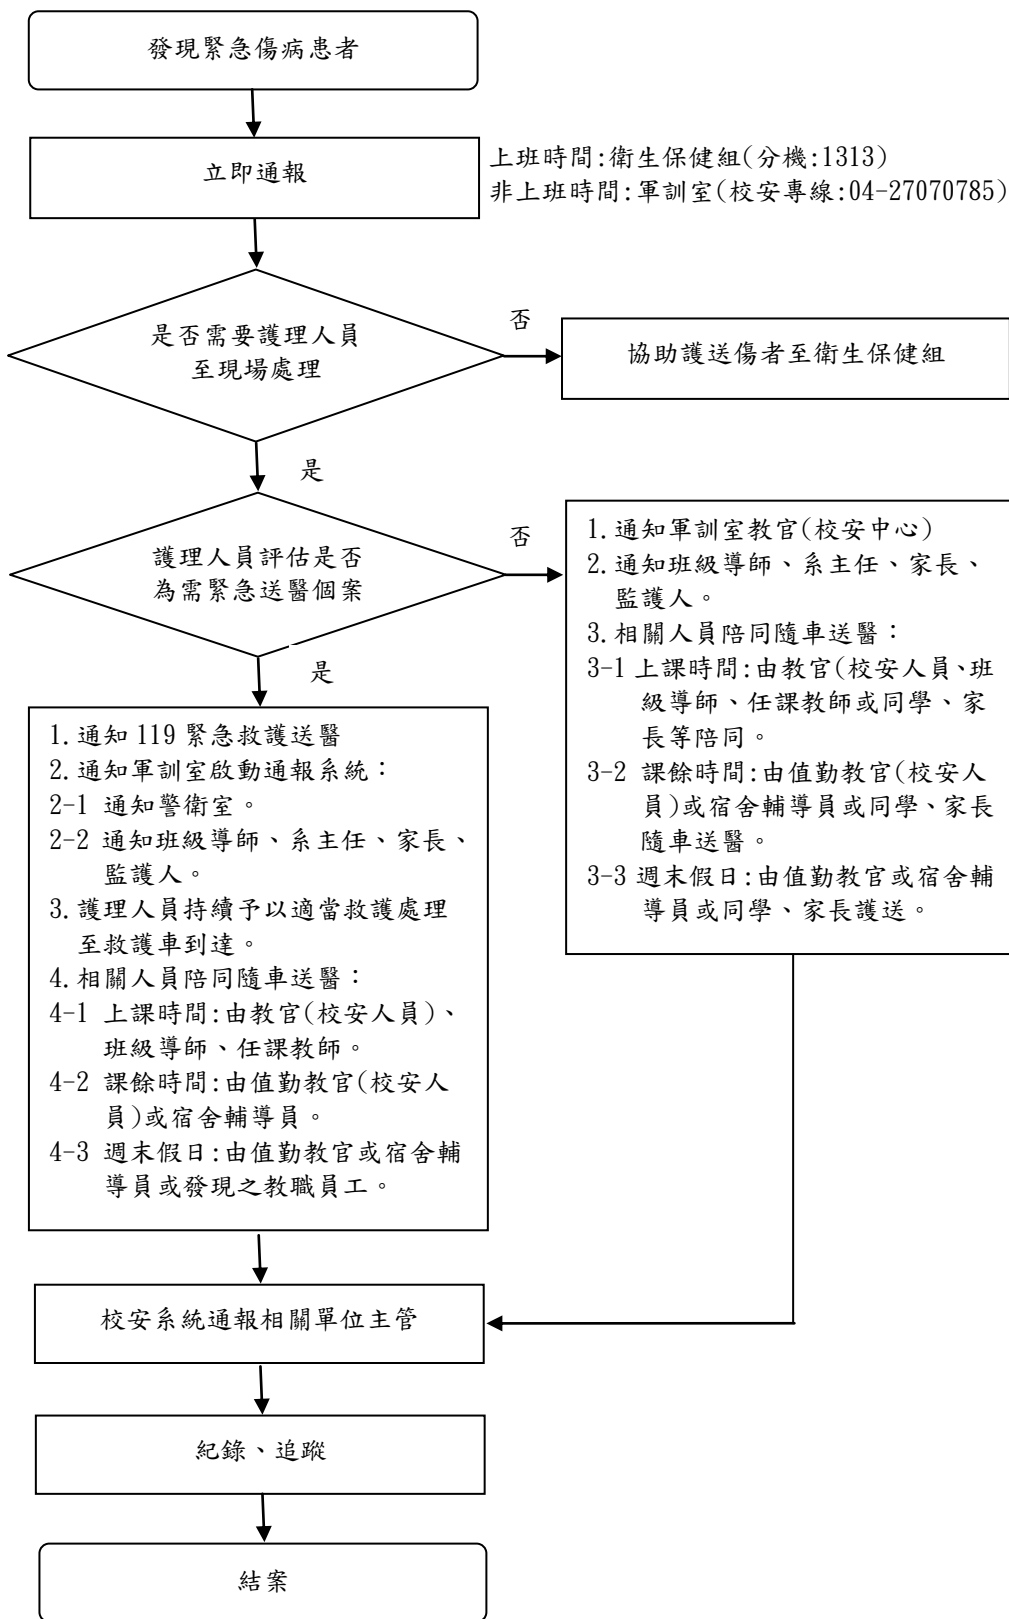 發現緊急傷病患者
立即通報
上班時間:衛生保健組(分機:1313)
非上班時間:軍訓室(校安專線:04-27070785)
是否需要護理人員
至現場處理
否
協助護送傷者至衛生保健組
是
護理人員評估是否
為需緊急送醫個案
否
1.通知軍訓室教官(校安中心)
2.通知班級導師、系主任、家長、
監護人。
3.相關人員陪同隨車送醫：
3-1 上課時間:由教官(校安人員、班
級導師、任課教師或同學、家
長等陪同。
3-2 課餘時間:由值勤教官(校安人
員)或宿舍輔導員或同學、家長
隨車送醫。
3-3 週末假日:由值勤教官或宿舍輔
導員或同學、家長護送。
是
1.通知 119 緊急救護送醫
2.通知軍訓室啟動通報系統：
2-1 通知警衛室。
2-2 通知班級導師、系主任、家長、
監護人。
3.護理人員持續予以適當救護處理
至救護車到達。
4.相關人員陪同隨車送醫：
4-1 上課時間:由教官(校安人員)、
班級導師、任課教師。
4-2 課餘時間:由值勤教官(校安人
員)或宿舍輔導員。
4-3 週末假日:由值勤教官或宿舍輔
導員或發現之教職員工。
校安系統通報相關單位主管
紀錄、追蹤
結案